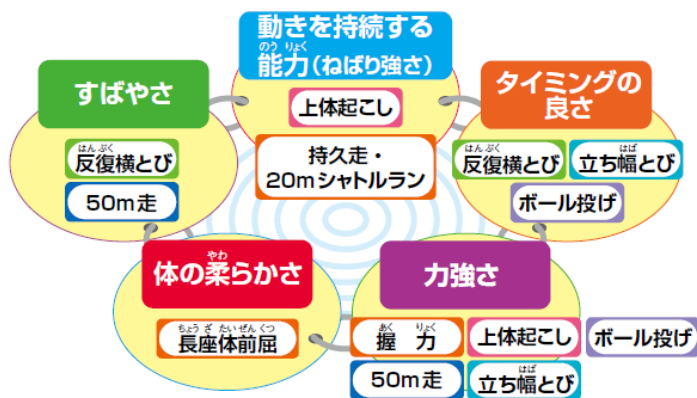 動きを持続する
のうりょく
能力(ねばり強さ)
上体起こし
持久走・
20mシャトルラン
すばやさ
はんぷく
反復横とび
50m走
タイミングの
良さ
はんぷく
反復横とび
はば
立ち幅とび
ボール投げ
やわ
体の柔らかさ
ちょうざたいぜんくつ
長座体前屈
力強さ
あくりょく
握力
上体起こし
ボール投げ
50m走
はば
立ち幅とび